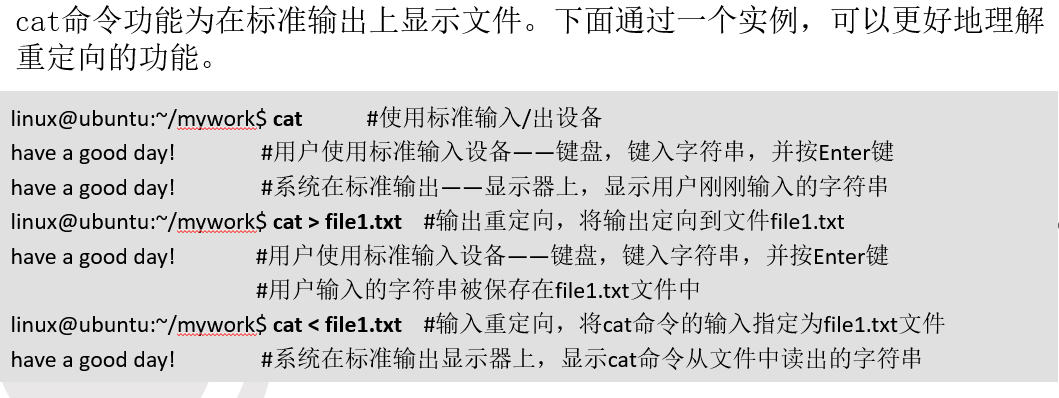 cat命令功能为在标准输出上显示文件。下面通过一个实例，可以更好地理解
重定向的功能。
linux@ubuntu:~/mywork$ cat #使用标准输入/出设备
have a good day! #用户使用标准输入设备——键盘，键入字符串，并按Enter键
have a good day! #系统在标准输出——显示器上，显示用户刚刚输入的字符串
linux@ubuntu:~/mywork$ cat > file1.txt #输出重定向，将输出定向到文件file1.txt
have a good day! #用户使用标准输入设备——键盘，键入字符串，并按Enter键
#用户输入的字符串被保存在file1.txt文件中
linux@ubuntu:~/mywork$ cat < file1.txt #输入重定向，将cat命令的输入指定为file1.txt文件
have a good day! #系统在标准输出显示器上，显示cat命令从文件中读出的字符串